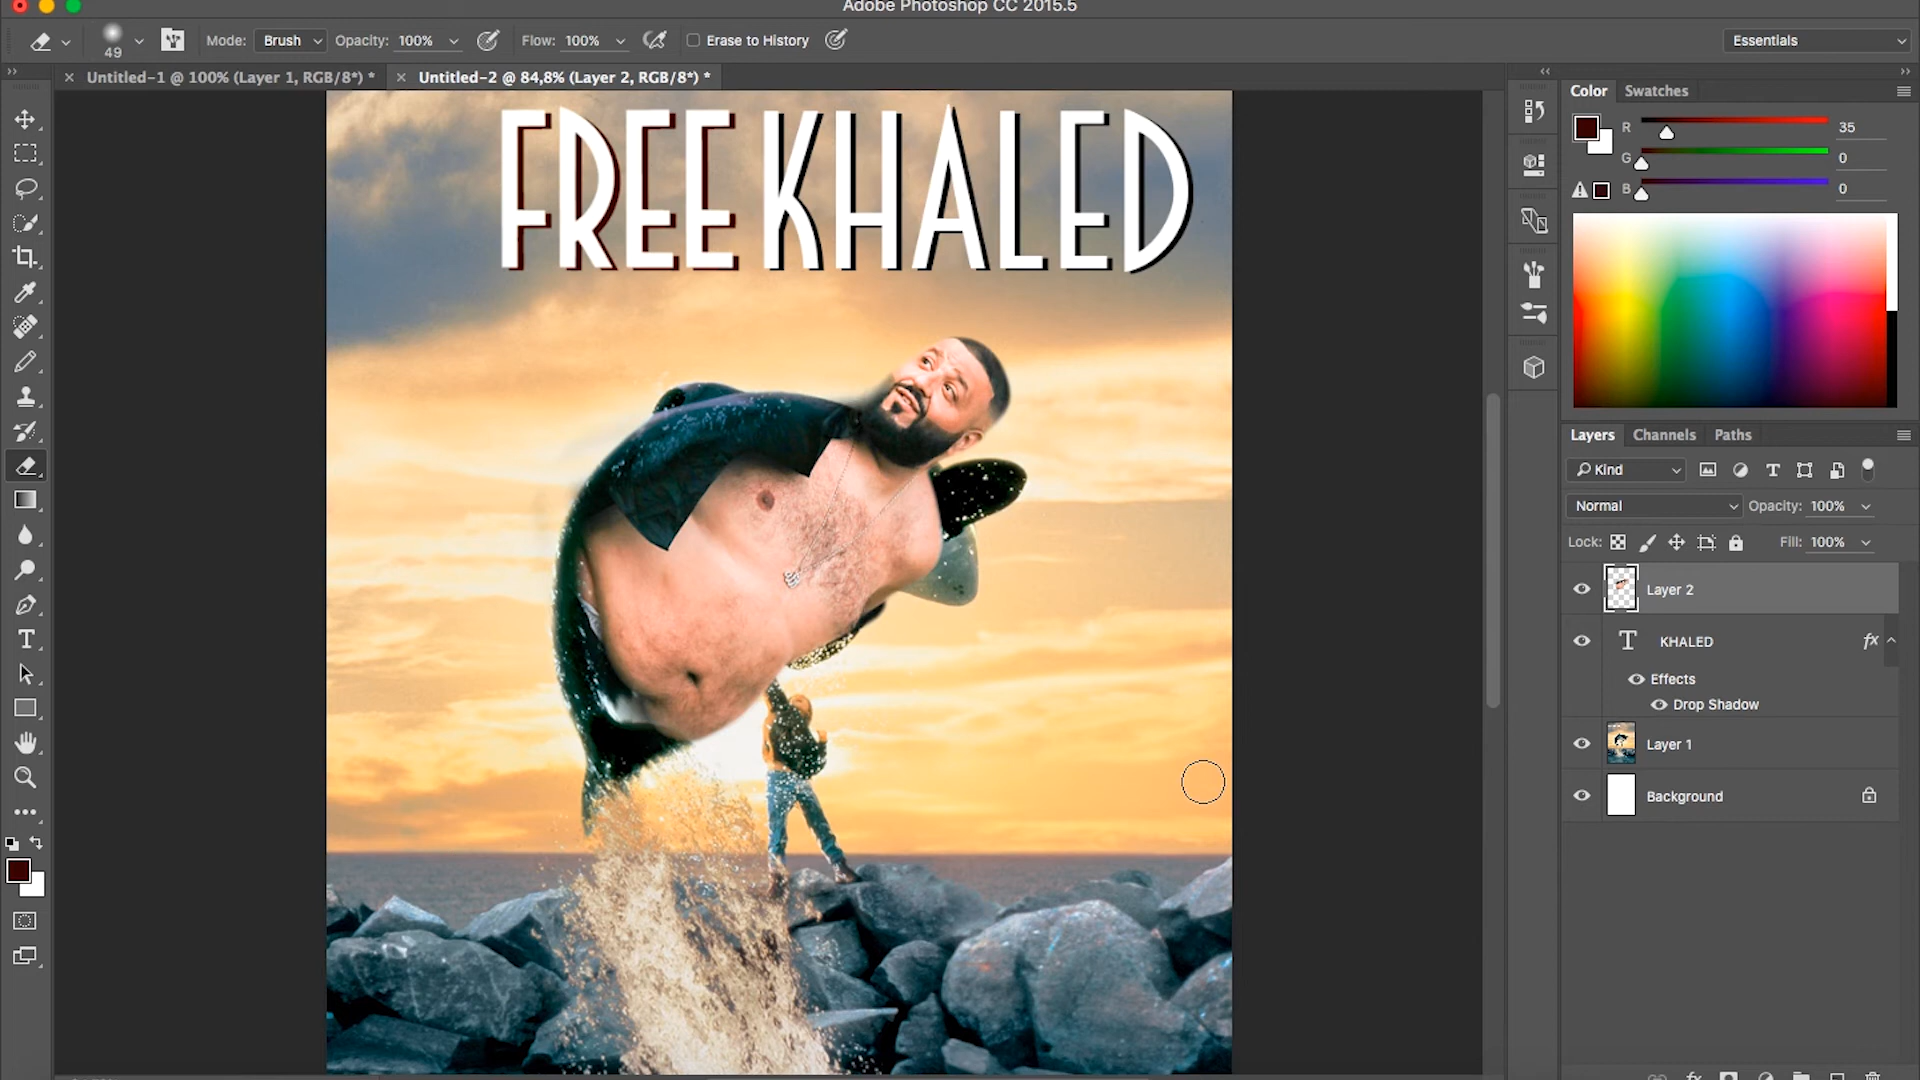 Adobe Photoshop CC 2015.5
49
Mode: Brush Opacity: 100% Flow: 100% Erase to History
Essentials
Untitled-1 @ 100% (Layer 1, RGB/8*) *
Untitled-2 @ 84,8% (Layer 2, RGB/8*) *
FREE KHALED
Color Swatches
R 35
G 0
B 0
Layers Channels Paths
Kind
Normal Opacity: 100%
Lock: Fill: 100%
Layer 2
T KHALED fx
Effects
Drop Shadow
Layer 1
Background